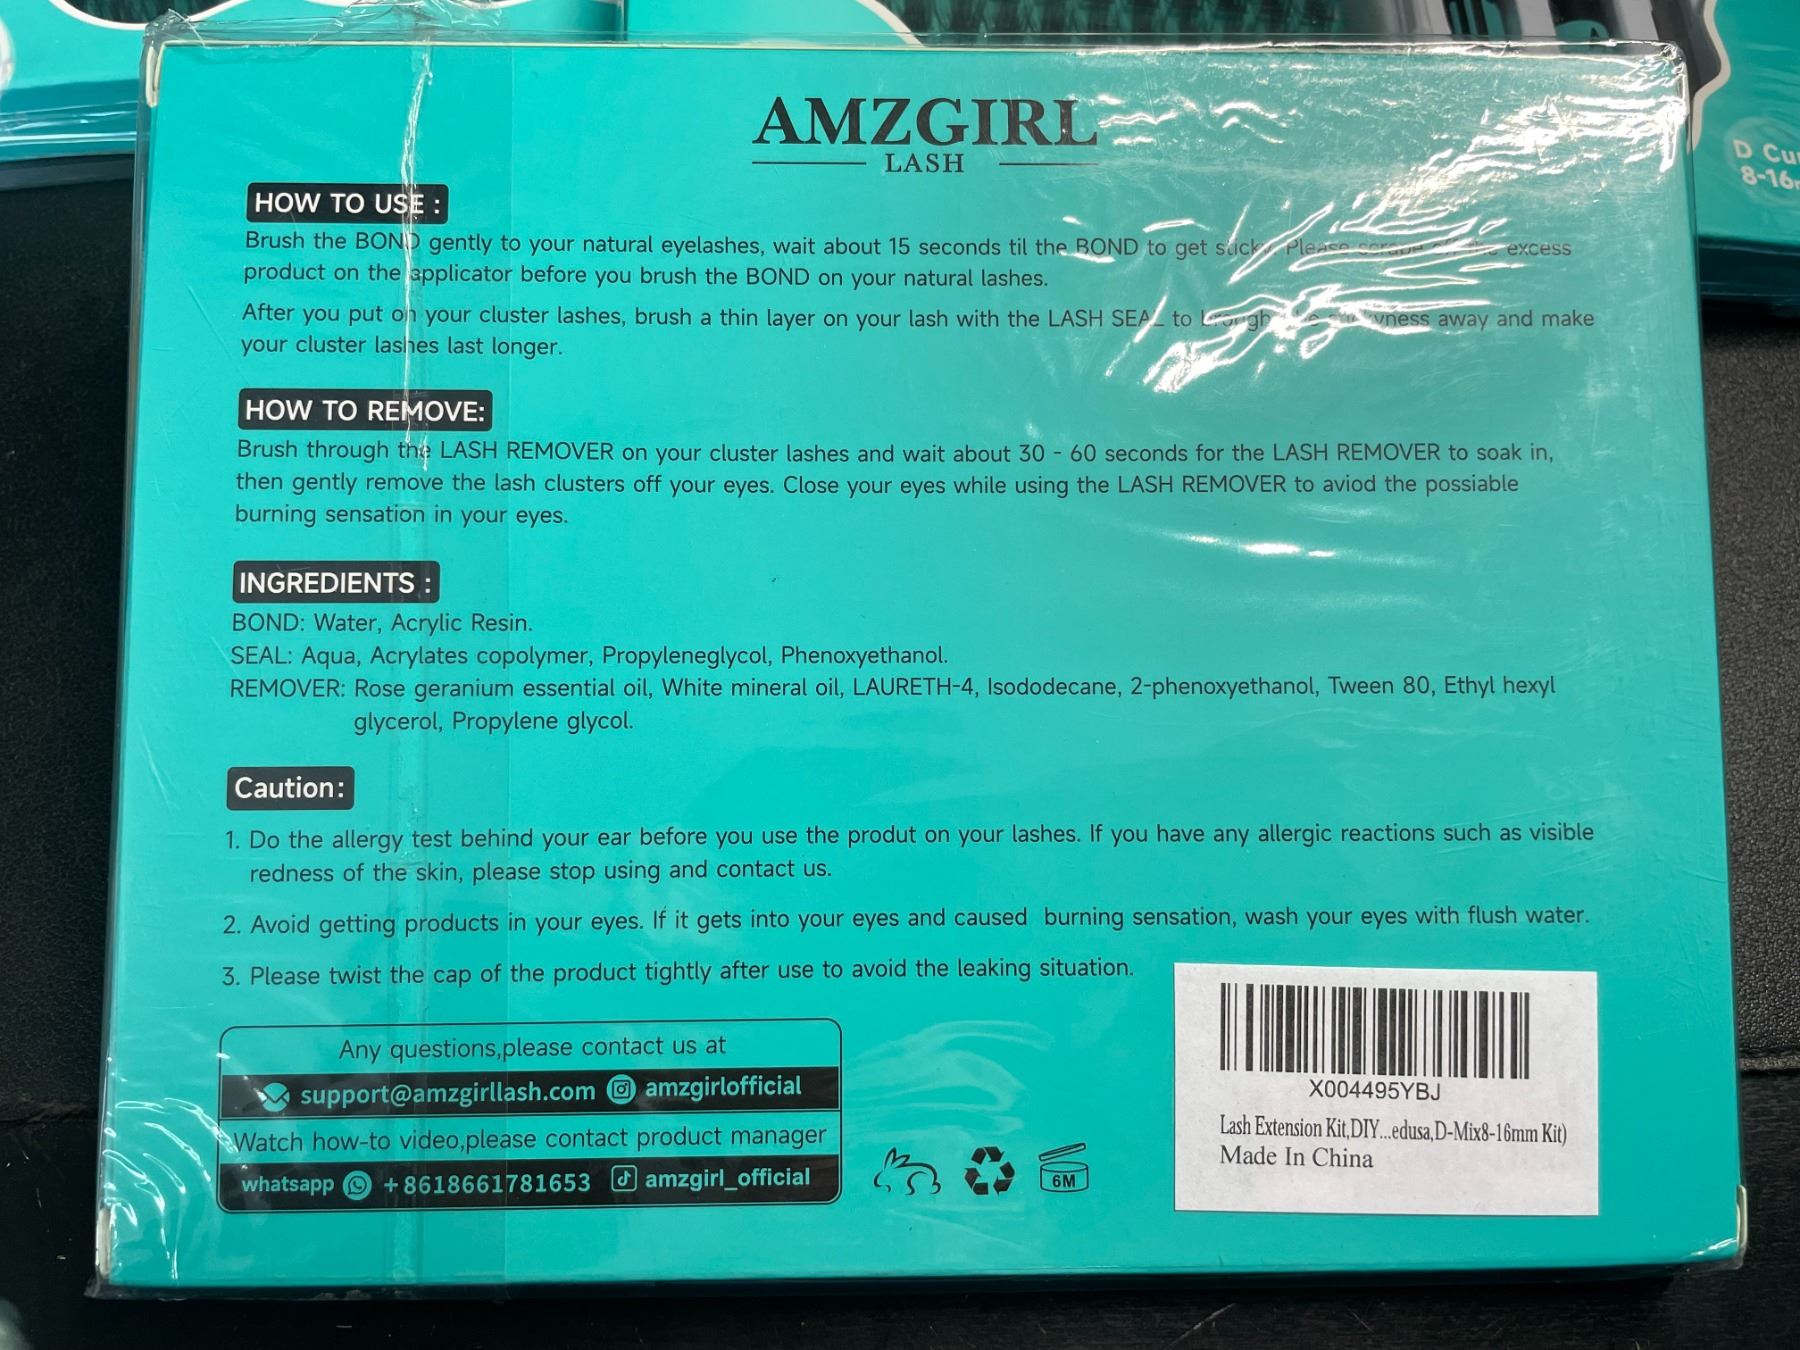 AMZGIRL
LASH
HOW TO USE :
Brush the BOND gently to your natural eyelashes, wait about 15 seconds til the BOND to get sticky. Please scrape off the excess
product on the applicator before you brush the BOND on your natural lashes.
After you put on your cluster lashes, brush a thin layer on your lash with the LASH SEAL to away and make
your cluster lashes last longer.
HOW TO REMOVE:
Brush through the LASH REMOVER on your cluster lashes and wait about 30 - 60 seconds for the LASH REMOVER to soak in,
then gently remove the lash clusters off your eyes. Close your eyes while using the LASH REMOVER to aviod the possiable
burning sensation in your eyes.
INGREDIENTS :
BOND: Water, Acrylic Resin.
SEAL: Aqua, Acrylates copolymer, Propyleneglycol, Phenoxyethanol.
REMOVER: Rose geranium essential oil, White mineral oil, LAURETH-4, Isododecane, 2-phenoxyethanol, Tween 80, Ethyl hexyl
glycerol, Propylene glycol.
Caution:
1. Do the allergy test behind your ear before you use the produt on your lashes. If you have any allergic reactions such as visible
redness of the skin, please stop using and contact us.
2. Avoid getting products in your eyes. If it gets into your eyes and caused burning sensation, wash your eyes with flush water.
3. Please twist the cap of the product tightly after use to avoid the leaking situation.
Any questions,please contact us at
support@amzgirllash.com amzgirlofficial
Watch how-to video,please contact product manager
whatsapp +8618661781653 amzgirl_official
6M
X004495YBJ
Lash Extension Kit,DIY...edusa,D-Mix8-16mm Kit)
Made In China
D
8-16